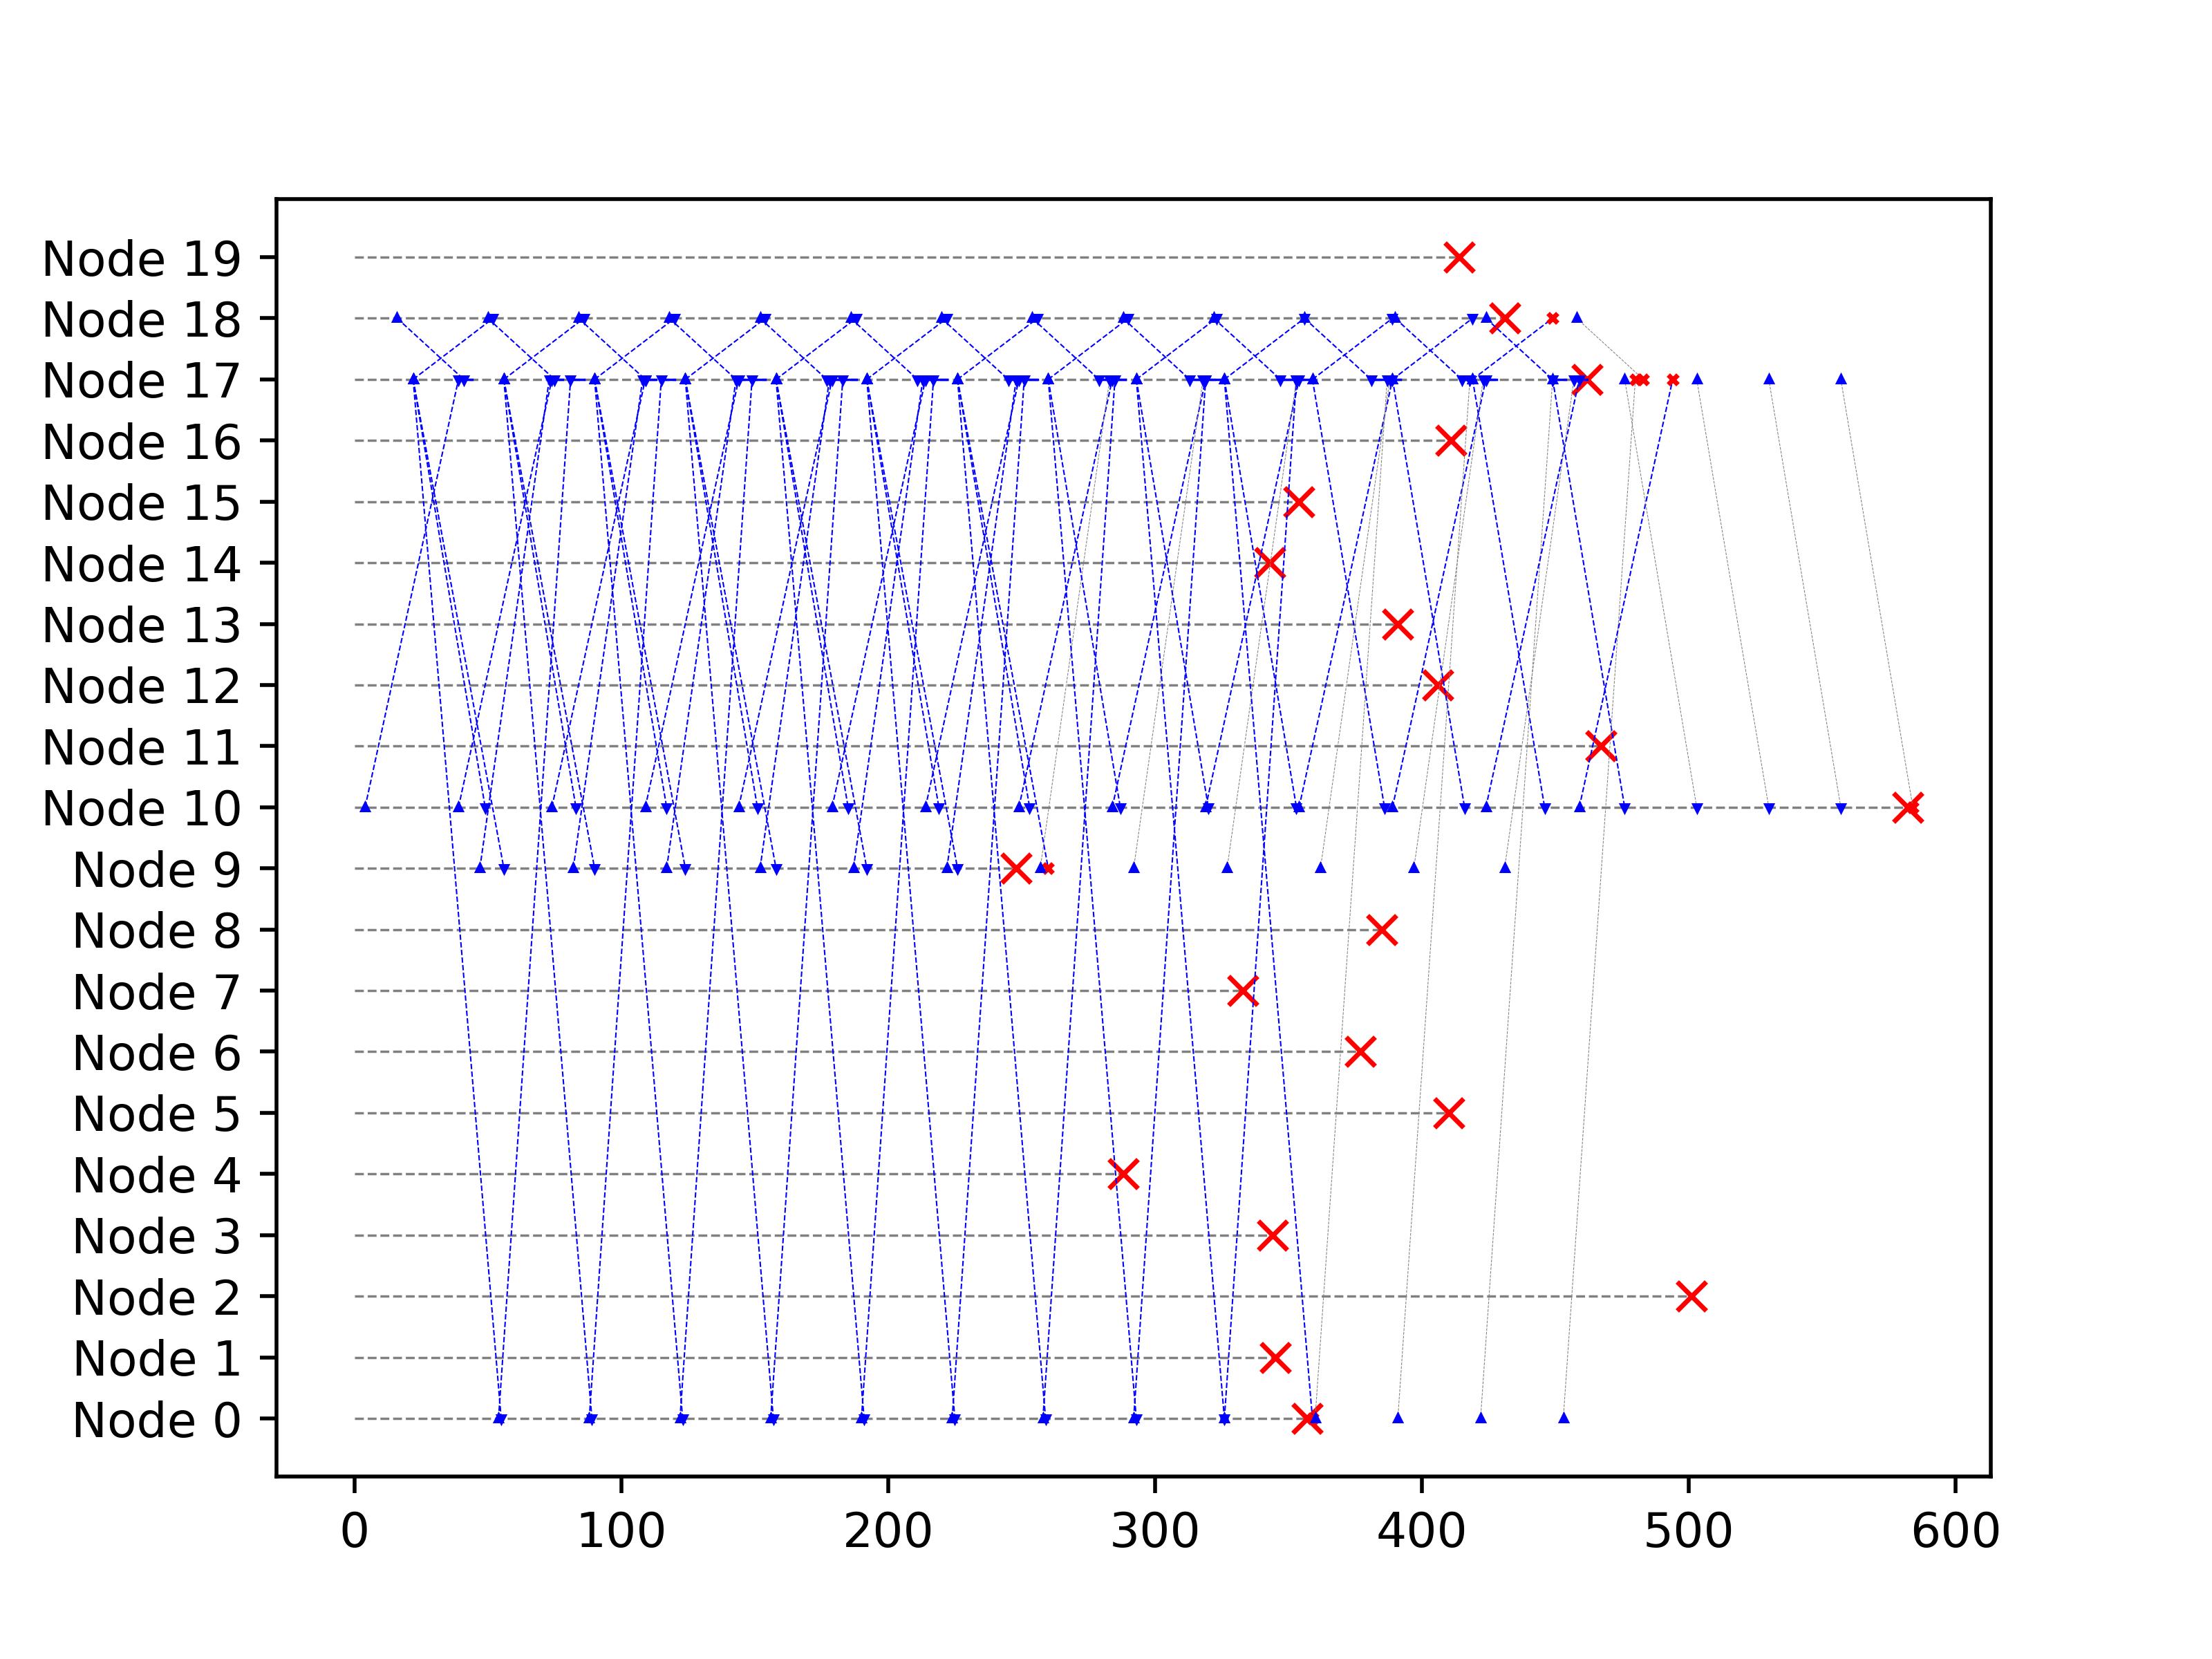 Node 19
Node 18
Node 17
Node 16
Node 15
Node 14
Node 13
Node 12
Node 11
Node 10
Node 9
Node 8
Node 7
Node 6
Node 5
Node 4
Node 3
Node 2
Node 1
Node 0
0 100 200 300 400 500 600